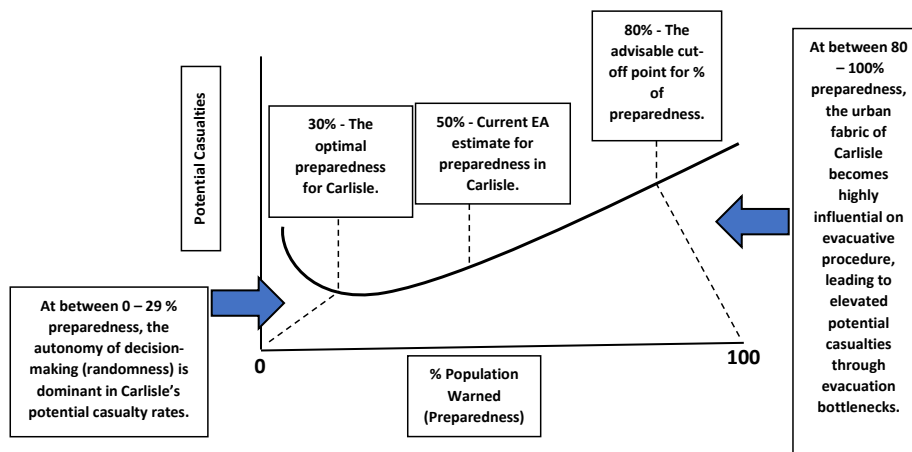 Potential Casualties
30% - The
optimal
preparedness
for Carlisle.
50% - Current EA
estimate for
preparedness in
Carlisle.
80% - The
advisable cut-
off point for %
of
preparedness.
At between 80
– 100%
preparedness,
the urban
fabric of
Carlisle
becomes
highly
influential on
evacuative
procedure,
leading to
elevated
potential
casualties
through
evacuation
bottlenecks.
At between 0 – 29 %
preparedness, the
autonomy of decision-
making (randomness) is
dominant in Carlisle’s
potential casualty rates.
0
100
% Population
Warned
(Preparedness)